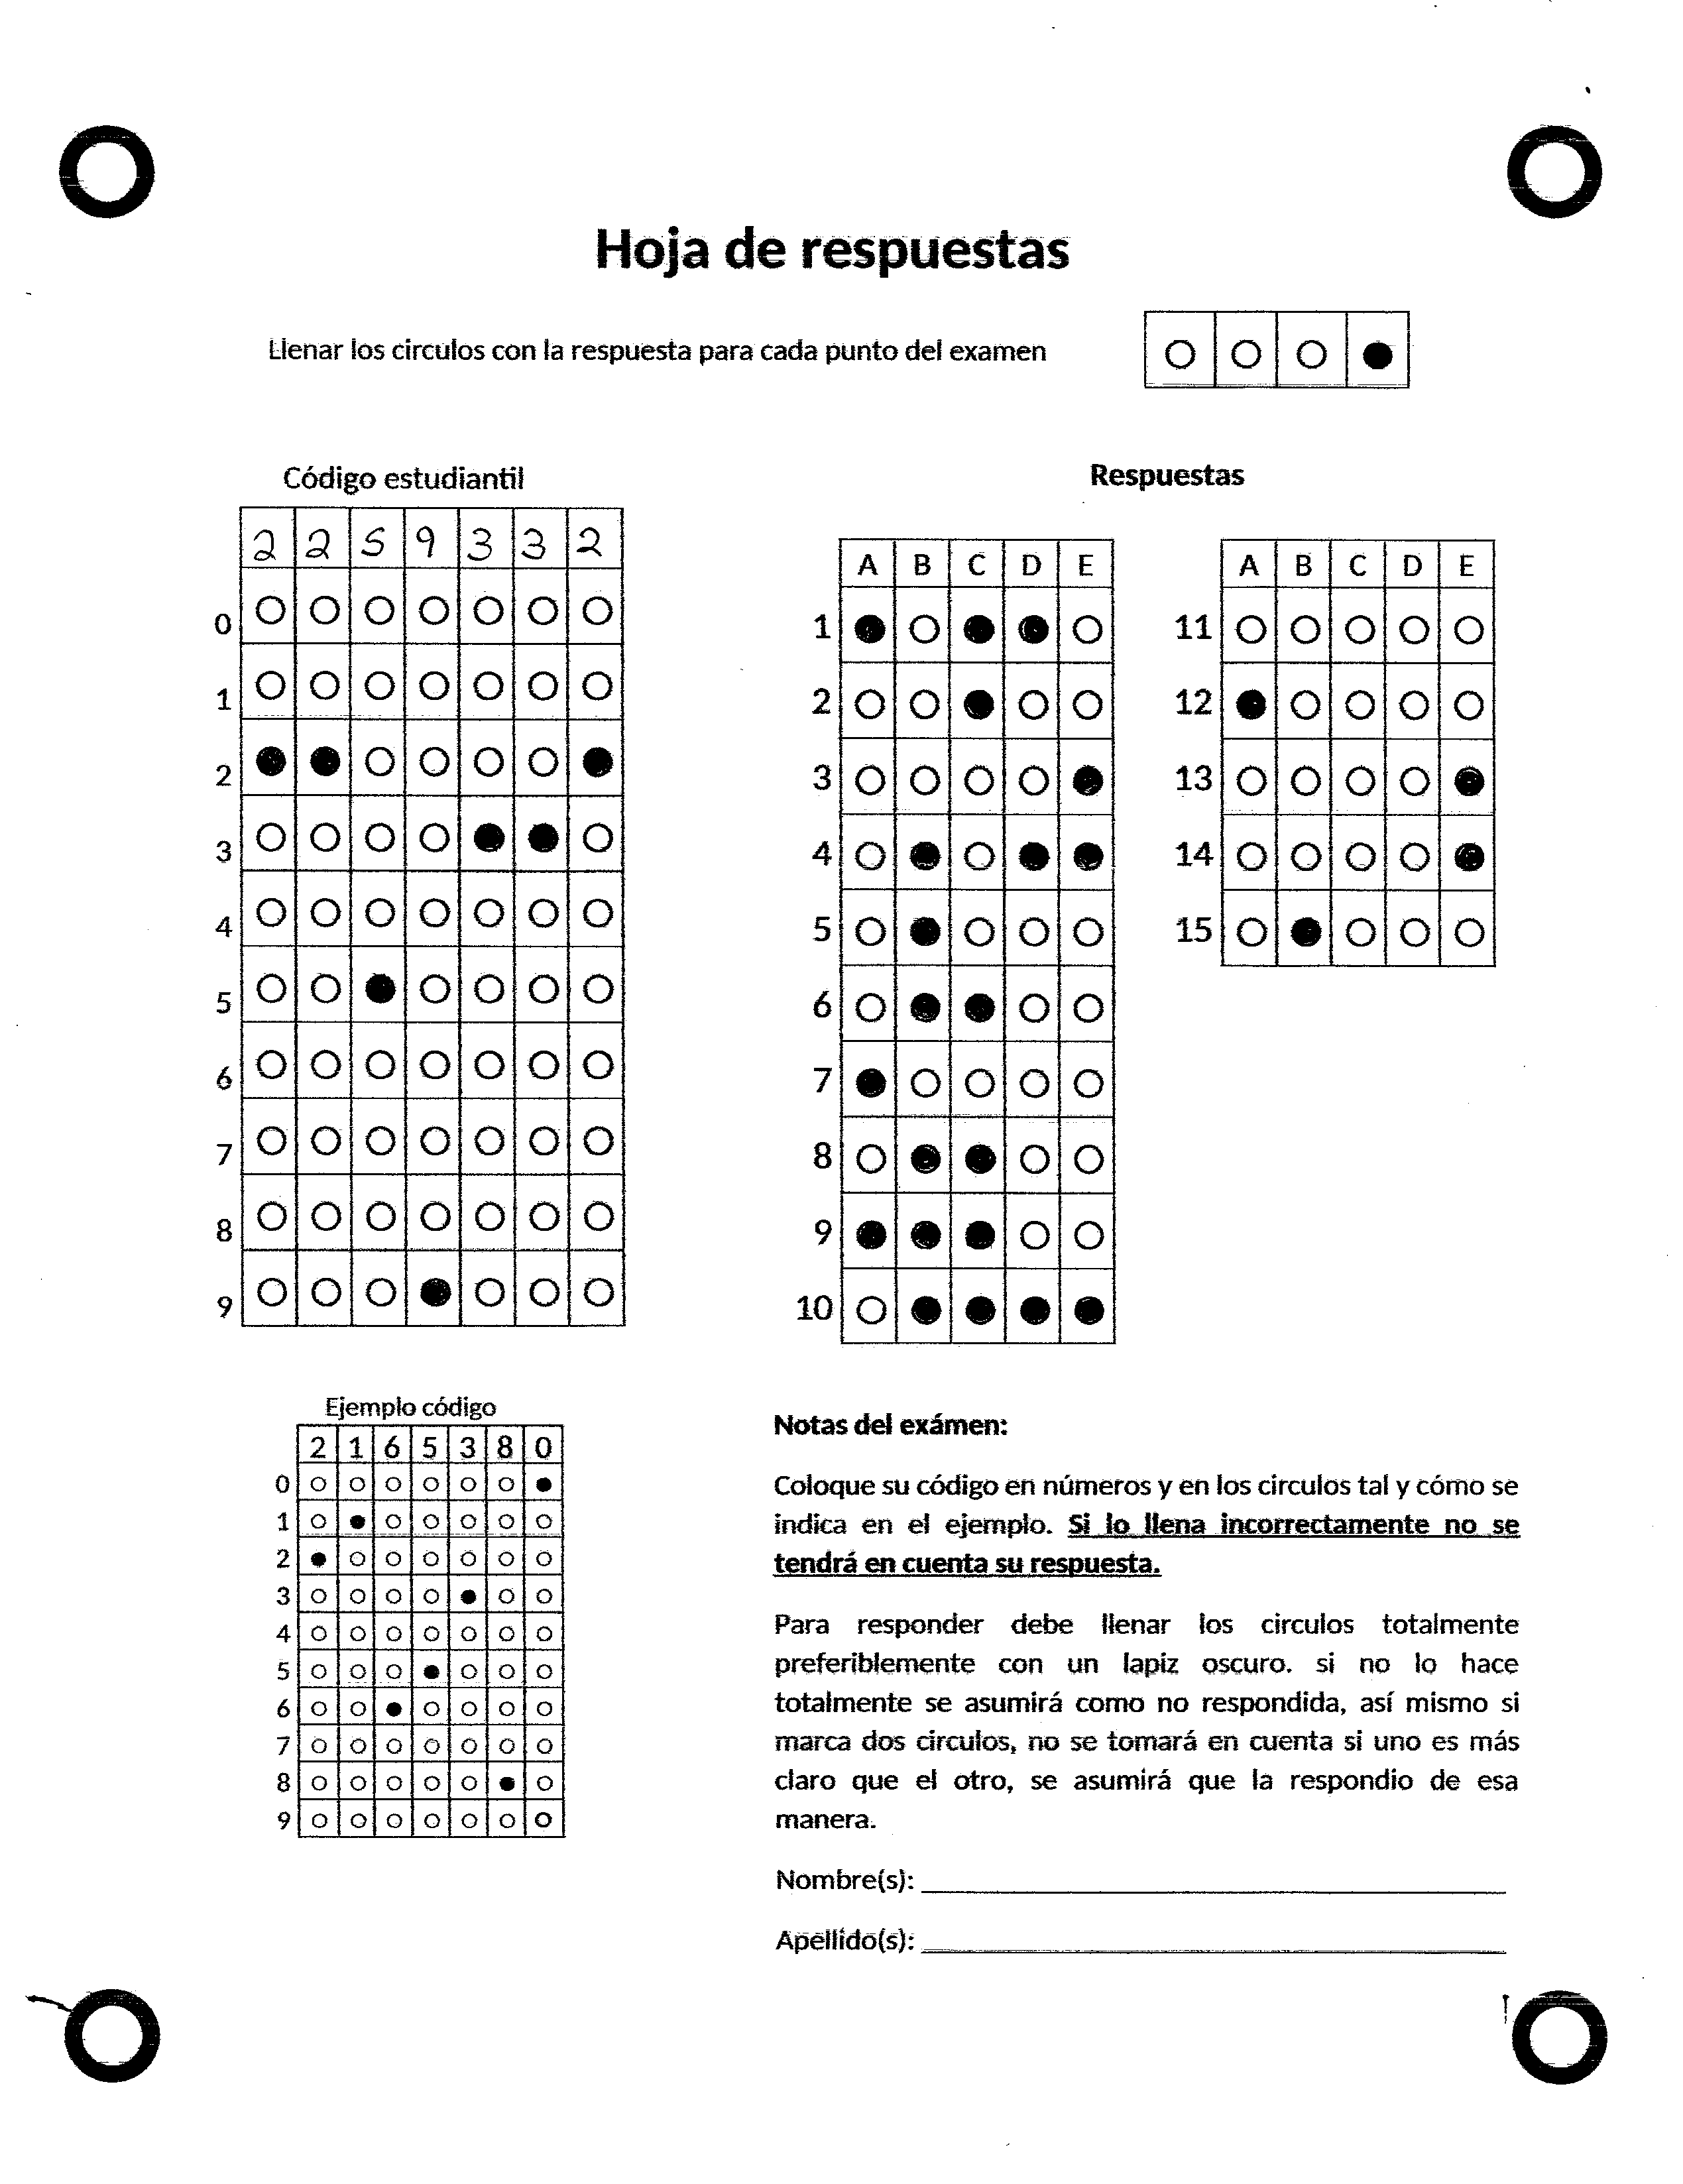 Hoja de respuestas
Llenar los circulos con la respuesta para cada punto del examen
Código estudiantil
2 2 5 9 3 3 2
0
1
2
3
4
5
6
7
8
9
Respuestas
A B C D E
1
2
3
4
5
6
7
8
9
10
A B C D E
11
12
13
14
15
Ejemplo código
2 1 6 5 3 8 0
0
1
2
3
4
5
6
7
8
9
Notas del exámen:
Coloque su código en números y en los circulos tal y cómo se
indica en el ejemplo. Si lo llena incorrectamente no se
tendrá en cuenta su respuesta.
Para responder debe llenar los circulos totalmente
preferiblemente con un lapiz oscuro. si no lo hace
totalmente se asumirá como no respondida, así mismo si
marca dos circulos, no se tomará en cuenta si uno es más
claro que el otro, se asumirá que la respondio de esa
manera.
Nombre(s):
Apellido(s):